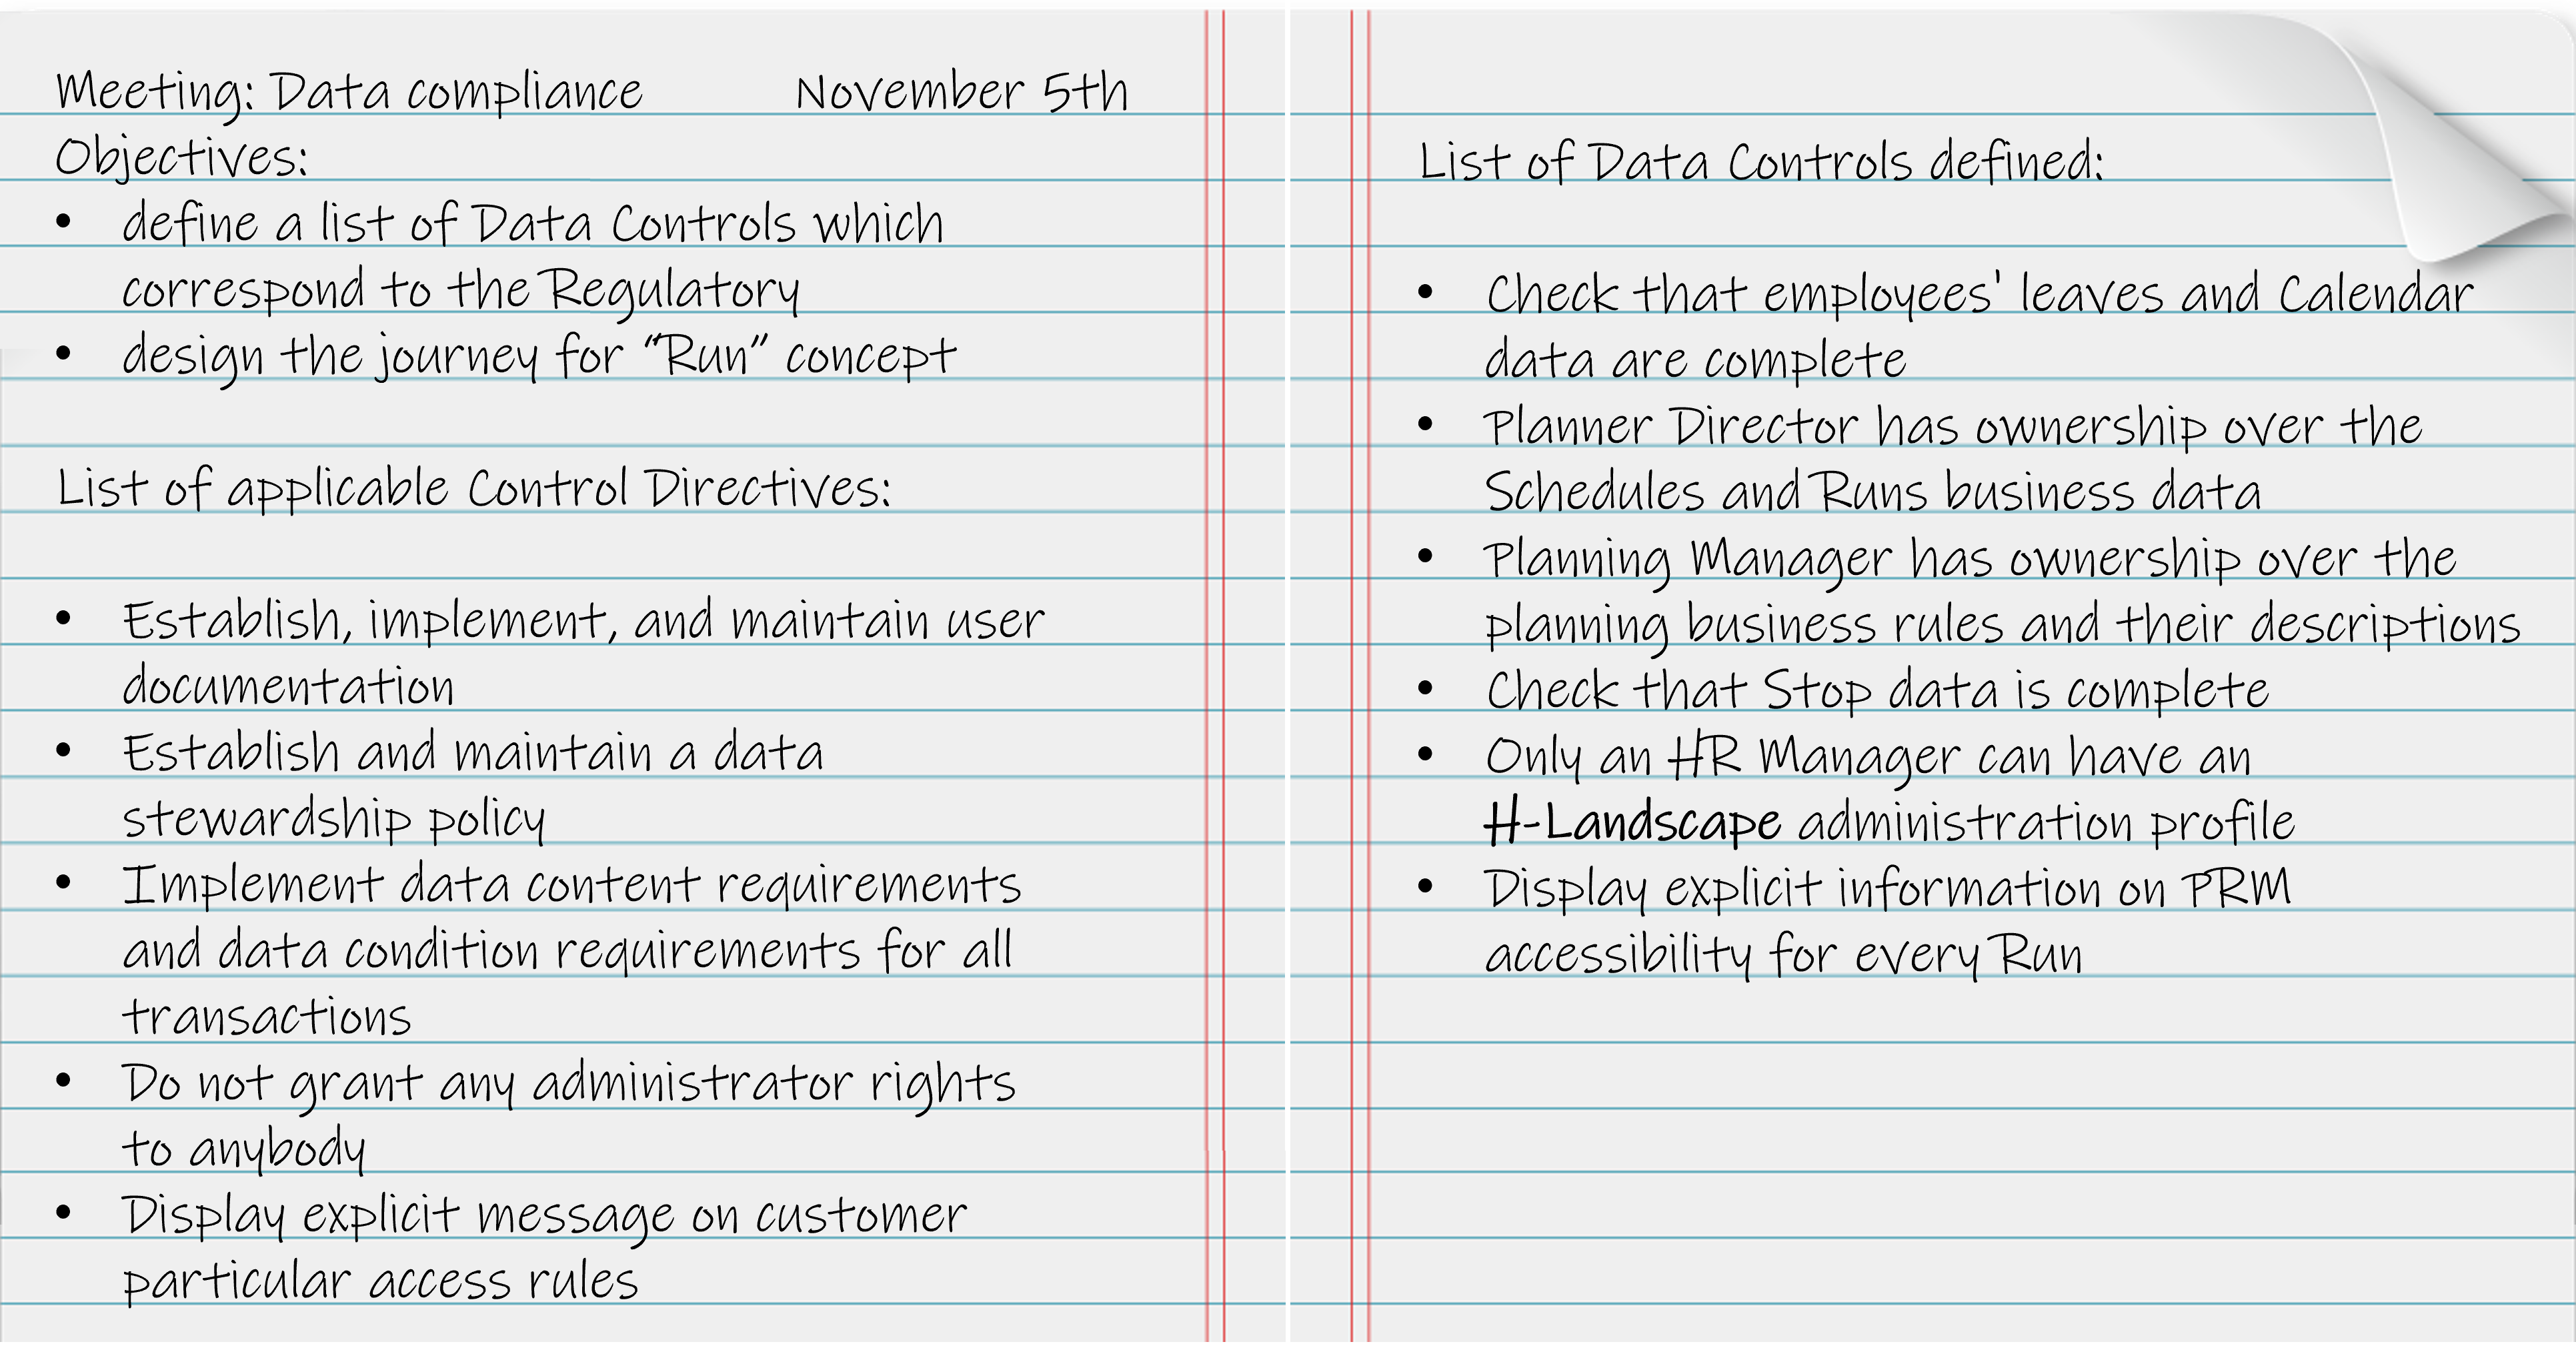 Meeting: Data compliance November 5th
Objectives:
• define a list of Data Controls which
correspond to the Regulatory
• design the journey for “Run” concept
List of applicable Control Directives:
• Establish, implement, and maintain user
documentation
• Establish and maintain a data
stewardship policy
• Implement data content requirements
and data condition requirements for all
transactions
• Do not grant any administrator rights
to anybody
• Display explicit message on customer
particular access rules
List of Data Controls defined:
• Check that employees' leaves and Calendar
data are complete
• Planner Director has ownership over the
Schedules and Runs business data
• Planning Manager has ownership over the
planning business rules and their descriptions
• Check that Stop data is complete
• Only an HR Manager can have an
H-Landscape administration profile
• Display explicit information on PRM
accessibility for every Run